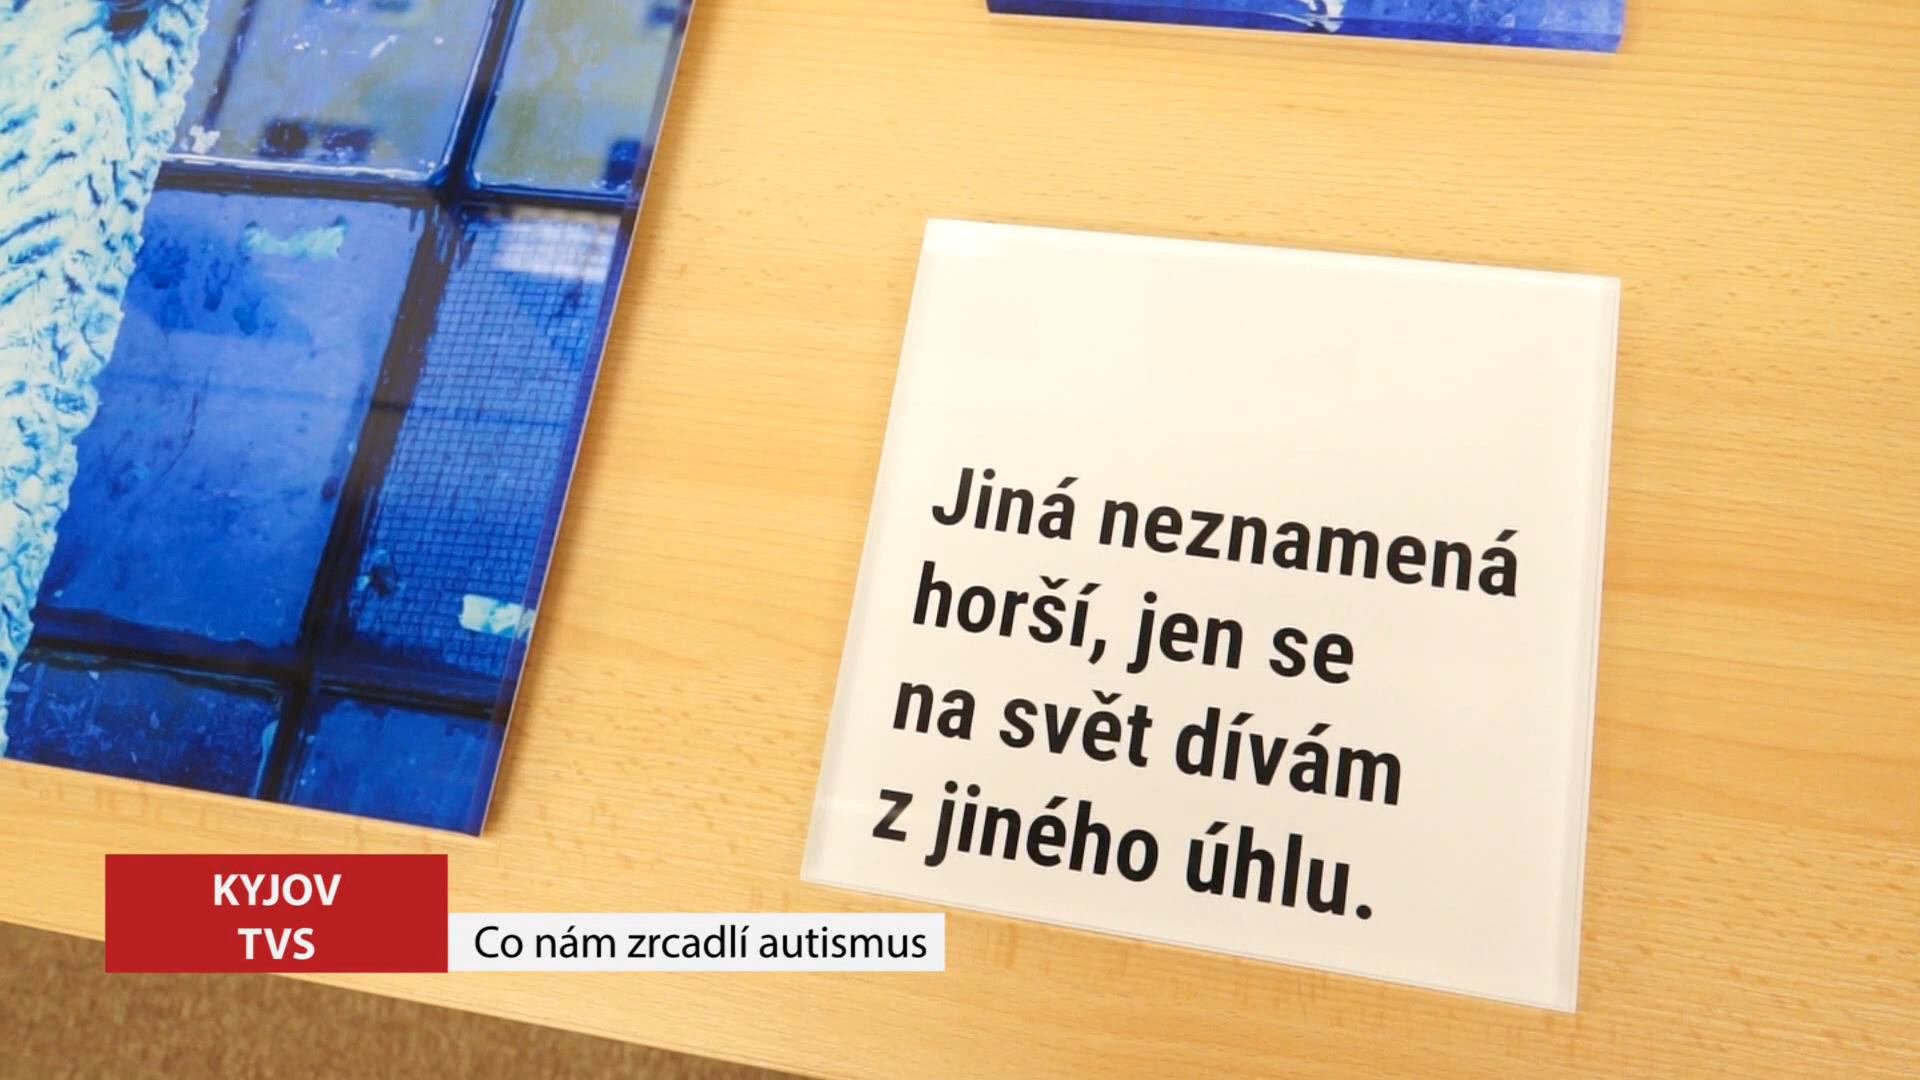 Jiná neznamená
horší, jen se
na svět dívám
z jiného úhlu.
KYJOV
TVS
Co nám zrcadlí autismus